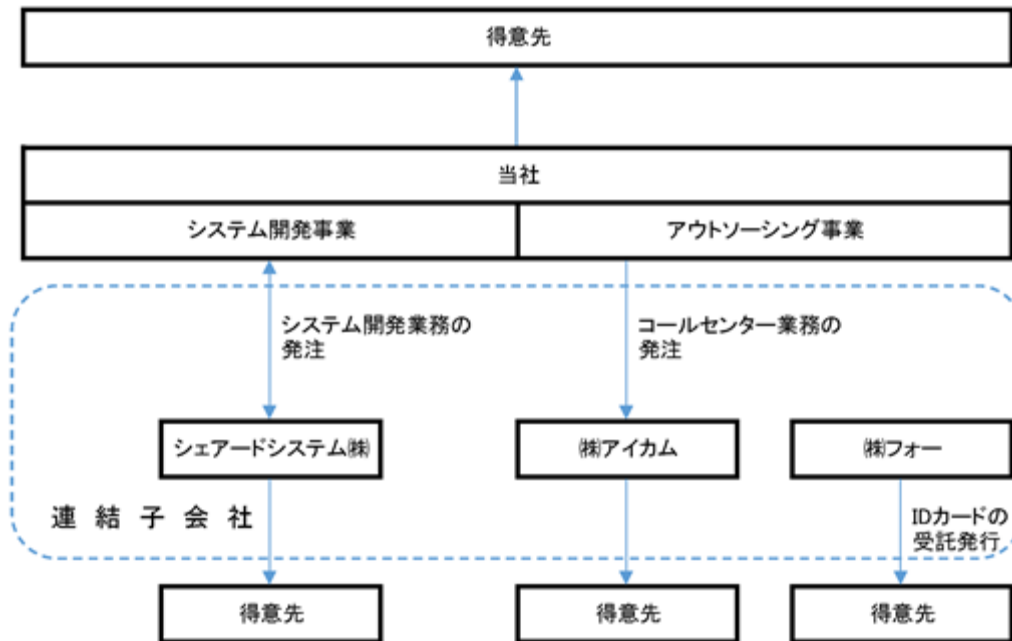 得意先
当社
システム開発事業
アウトソーシング事業
システム開発業務の
発注
コールセンター業務の
発注
シェアードシステム㈱
㈱アイカム
㈱フォー
連結子会社
IDカードの
受託発行
得意先
得意先
得意先